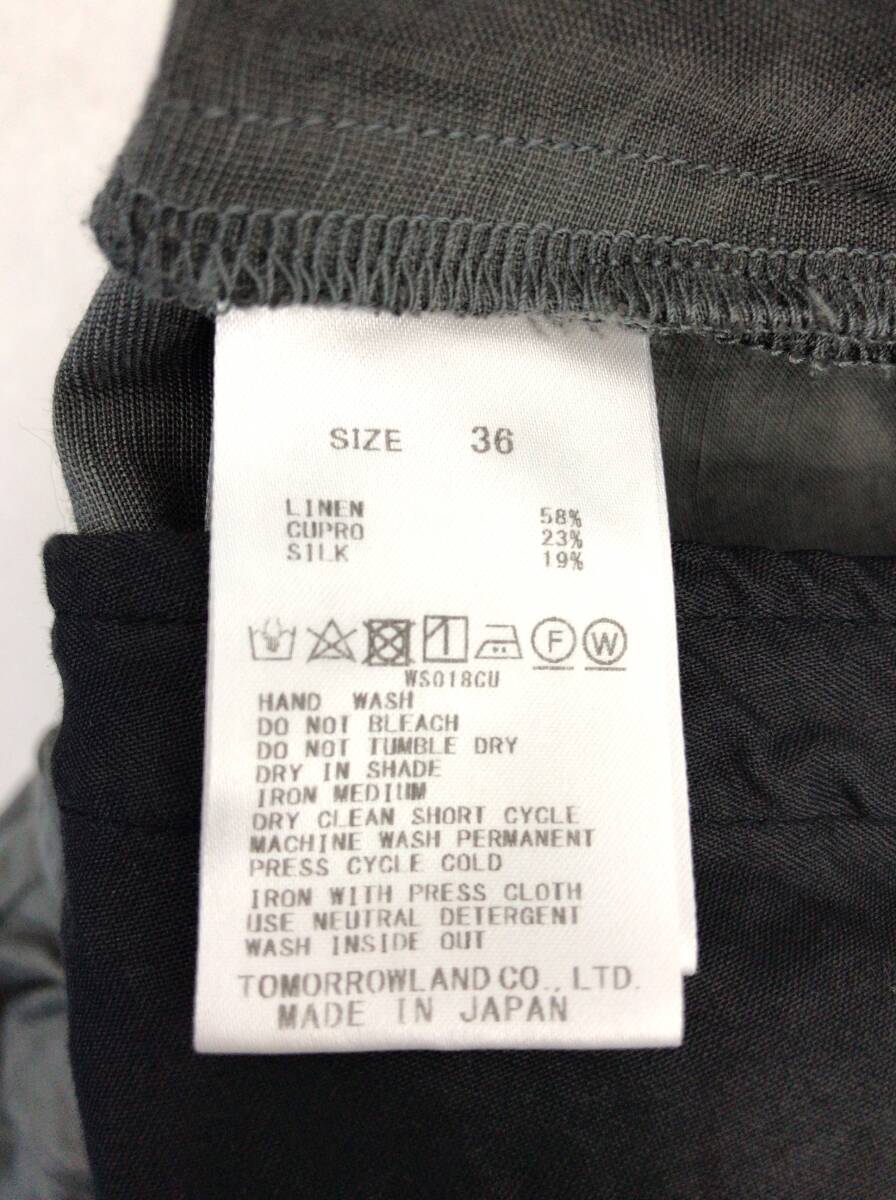 SIZE 36
LINEN 58%
CUPRO 23%
SILK 19%
F W
WS018CU
HAND WASH
DO NOT BLEACH
DO NOT TUMBLE DRY
DRY IN SHADE
IRON MEDIUM
DRY CLEAN SHORT CYCLE
MACHINE WASH PERMANENT
PRESS CYCLE COLD
IRON WITH PRESS CLOTH
USE NEUTRAL DETERGENT
WASH INSIDE OUT
TOMORROWLAND CO., LTD.
MADE IN JAPAN